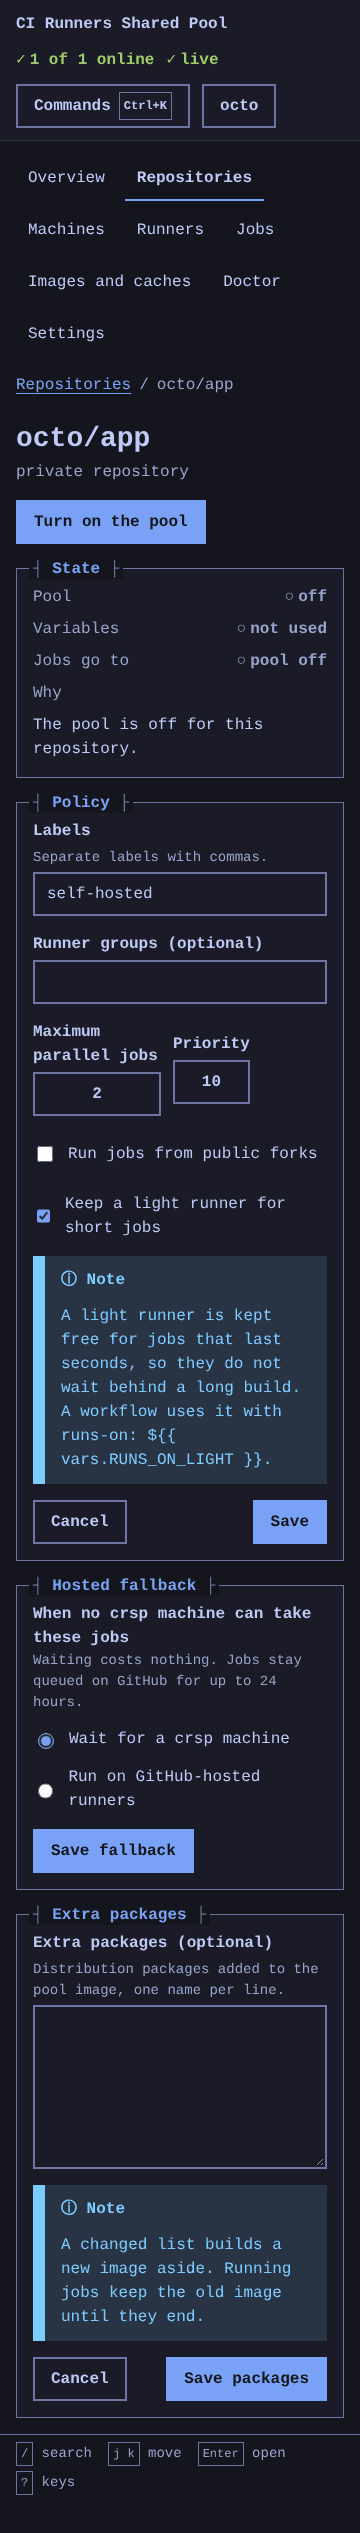 CI Runners Shared Pool
✓ 1 of 1 online ✓ live
Commands Ctrl+K octo
Overview Repositories
Machines Runners Jobs
Images and caches Doctor
Settings
Repositories / octo/app
octo/app
private repository
Turn on the pool
State
Pool ○ off
Variables ○ not used
Jobs go to ○ pool off
Why
The pool is off for this
repository.
Policy
Labels
Separate labels with commas.
self-hosted
Runner groups (optional)
Maximum
parallel jobs Priority
2 10
Run jobs from public forks
Keep a light runner for
short jobs
ⓘ Note
A light runner is kept
free for jobs that last
seconds, so they do not
wait behind a long build.
A workflow uses it with
runs-on: ${{
vars.RUNS_ON_LIGHT }}.
Cancel Save
Hosted fallback
When no crsp machine can take
these jobs
Waiting costs nothing. Jobs stay
queued on GitHub for up to 24
hours.
Wait for a crsp machine
Run on GitHub-hosted
runners
Save fallback
Extra packages
Extra packages (optional)
Distribution packages added to the
pool image, one name per line.
ⓘ Note
A changed list builds a
new image aside. Running
jobs keep the old image
until they end.
Cancel Save packages
/ search j k move Enter open
? keys